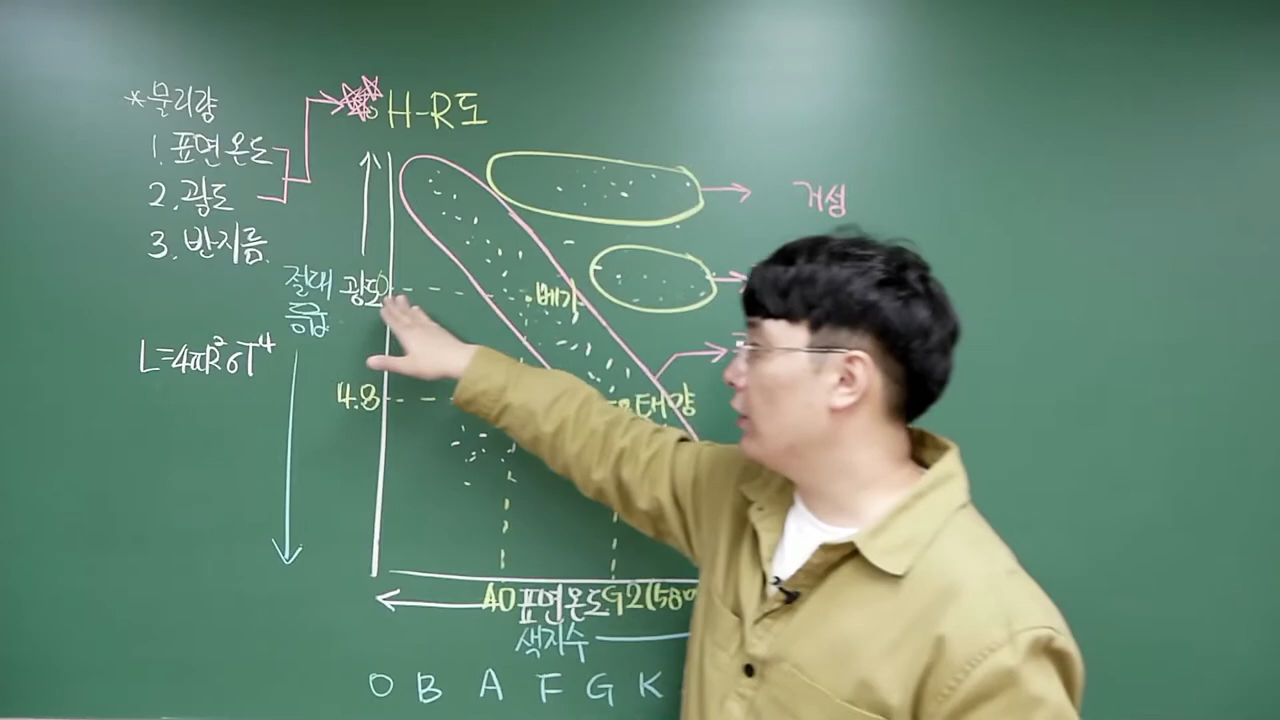 *물리량
1. 표면온도
2. 광도
3. 반지름
L=4πR²σT⁴
H-R도
거성
절대 광도
등급
베가
4.8
태양
A0 표면온도 G2(580
색지수
O B A F G K